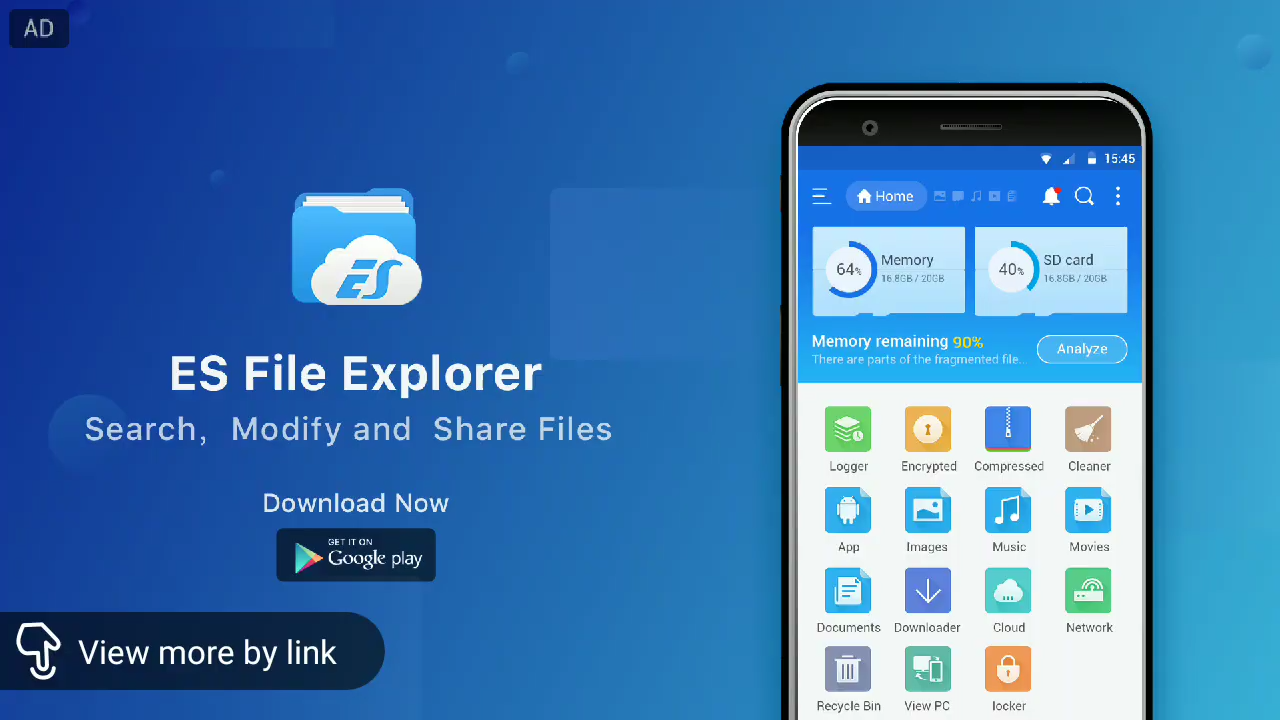 AD
ES
ES File Explorer
Search, Modify and Share Files
Download Now
GET IT ON
Google play
View more by link
15:45
Home
64%
Memory
16.8GB / 20GB
40%
SD card
16.8GB / 20GB
Memory remaining 90%
There are parts of the fragmented file...
Analyze
Logger
Encrypted
Compressed
Cleaner
App
Images
Music
Movies
Documents
Downloader
Cloud
Network
Recycle Bin
View PC
locker